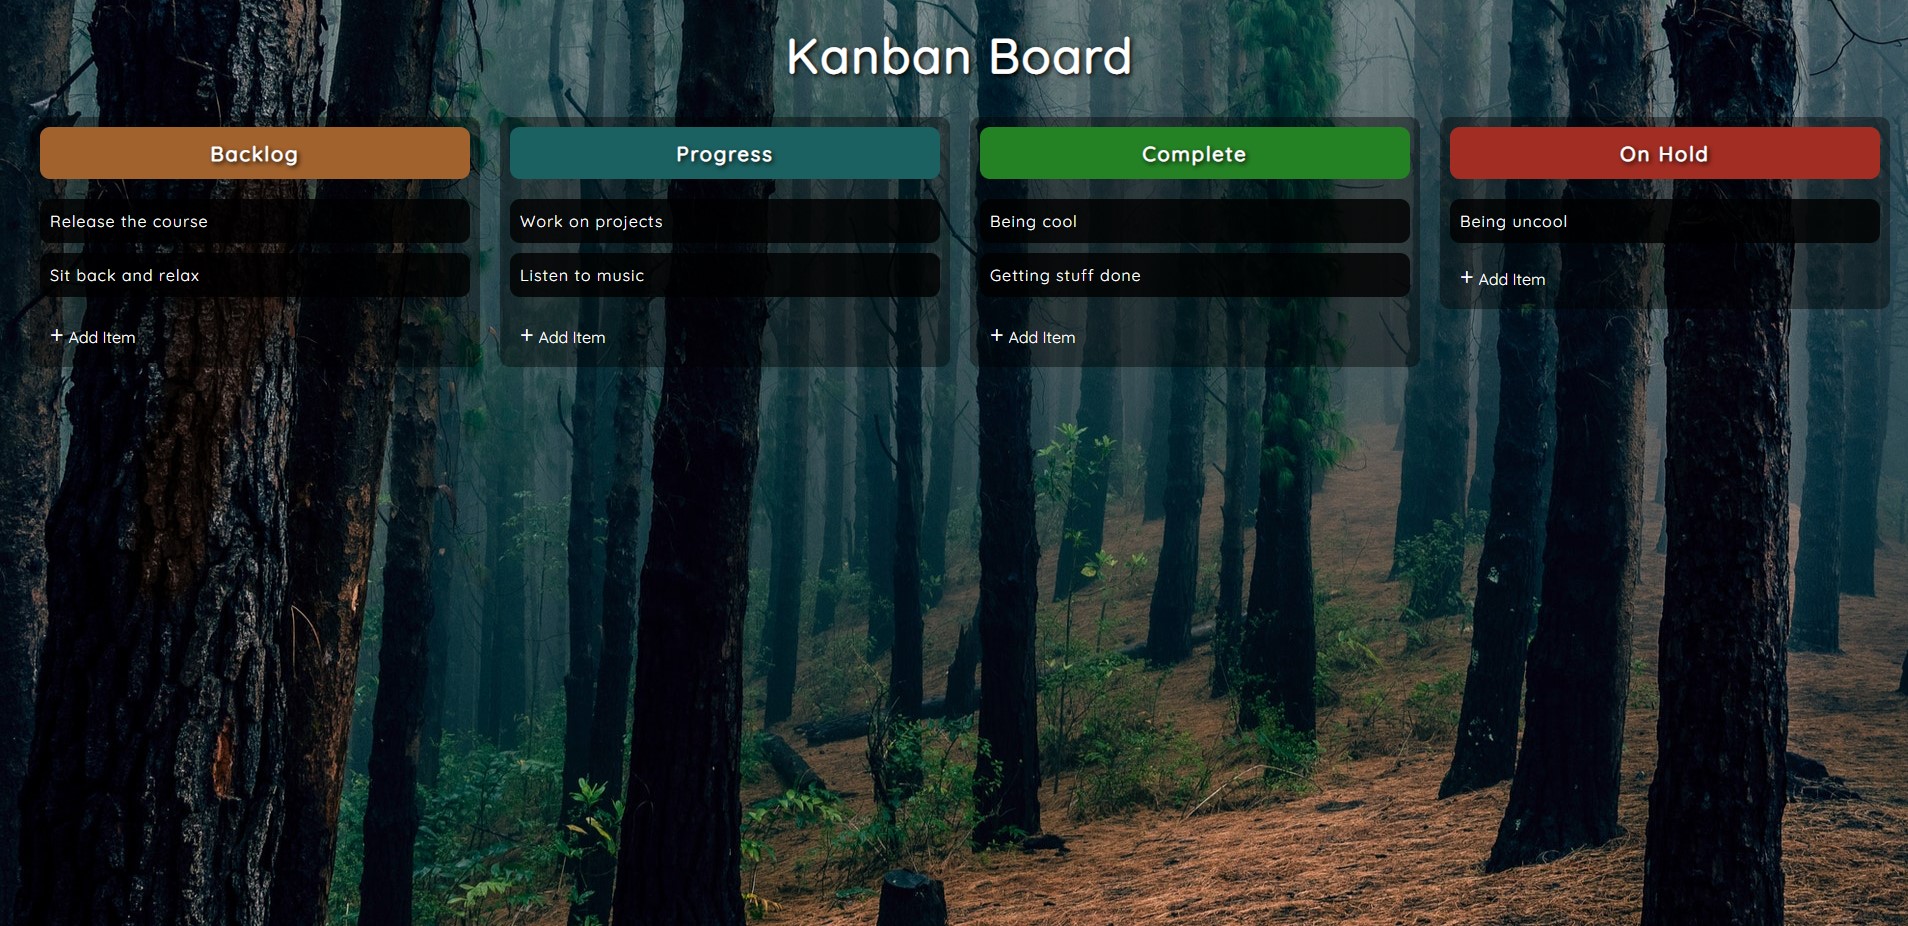 Kanban Board
Backlog
Release the course
Sit back and relax
+ Add Item
Progress
Work on projects
Listen to music
+ Add Item
Complete
Being cool
Getting stuff done
+ Add Item
On Hold
Being uncool
+ Add Item